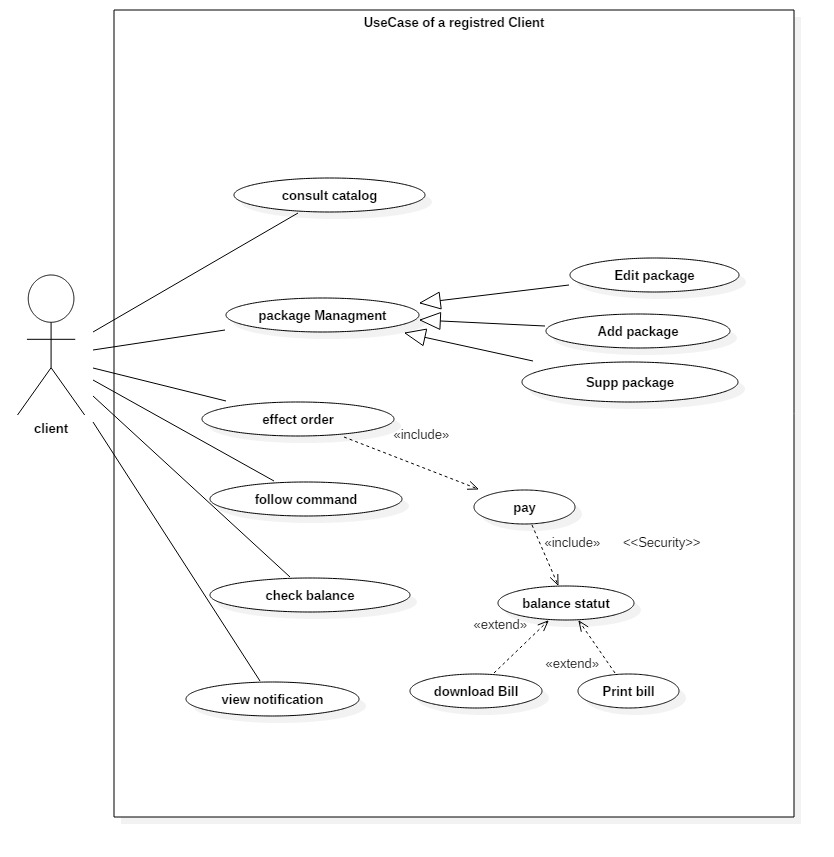 UseCase of a registred Client
consult catalog
Edit package
package Managment
Add package
Supp package
client
effect order
«include»
follow command
pay
«include»
<<Security>>
check balance
balance statut
«extend»
«extend»
view notification
download Bill
Print bill